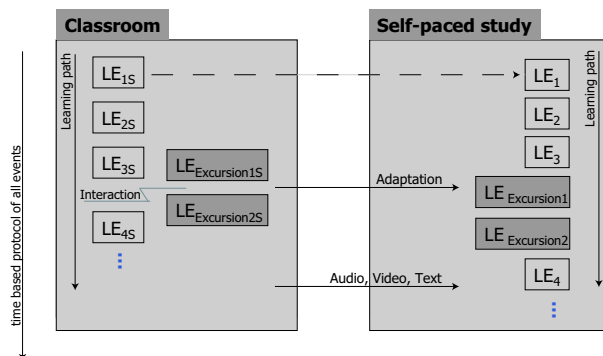 Classroom
Self-paced study
time based protocol of all events
Learning path
LE1S
LE2S
LE3S
LEExcursion1S
Interaction
LEExcursion2S
LE4S
Adaptation
Audio, Video, Text
LE1
LE2
LE3
LE Excursion1
LE Excursion2
LE4
Learning path